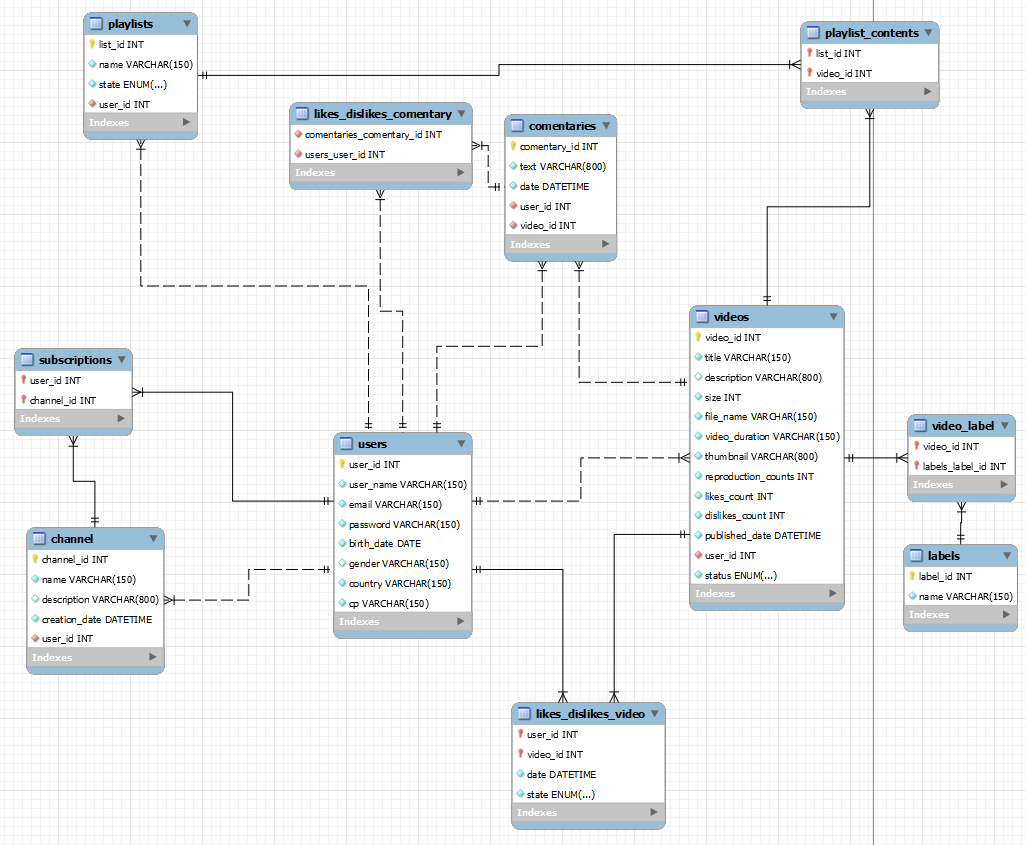 playlists
list_id INT
name VARCHAR(150)
state ENUM(...)
user_id INT
Indexes
playlist_contents
list_id INT
video_id INT
Indexes
likes_dislikes_comentary
comentaries_comentary_id INT
users_user_id INT
Indexes
comentaries
comentary_id INT
text VARCHAR(800)
date DATETIME
user_id INT
video_id INT
Indexes
videos
video_id INT
title VARCHAR(150)
description VARCHAR(800)
size INT
file_name VARCHAR(150)
video_duration VARCHAR(150)
thumbnail VARCHAR(800)
reproduction_counts INT
likes_count INT
dislikes_count INT
published_date DATETIME
user_id INT
status ENUM(...)
Indexes
subscriptions
user_id INT
channel_id INT
Indexes
users
user_id INT
user_name VARCHAR(150)
email VARCHAR(150)
password VARCHAR(150)
birth_date DATE
gender VARCHAR(150)
country VARCHAR(150)
cp VARCHAR(150)
Indexes
video_label
video_id INT
labels_label_id INT
Indexes
channel
channel_id INT
name VARCHAR(150)
description VARCHAR(800)
creation_date DATETIME
user_id INT
Indexes
labels
label_id INT
name VARCHAR(150)
Indexes
likes_dislikes_video
user_id INT
video_id INT
date DATETIME
state ENUM(...)
Indexes